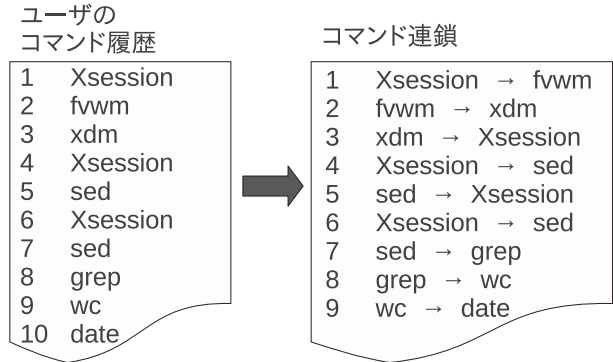 ユーザの
コマンド履歴
1 Xsession
2 fvwm
3 xdm
4 Xsession
5 sed
6 Xsession
7 sed
8 grep
9 wc
10 date
コマンド連鎖
1 Xsession → fvwm
2 fvwm → xdm
3 xdm → Xsession
4 Xsession → sed
5 sed → Xsession
6 Xsession → sed
7 sed → grep
8 grep → wc
9 wc → date